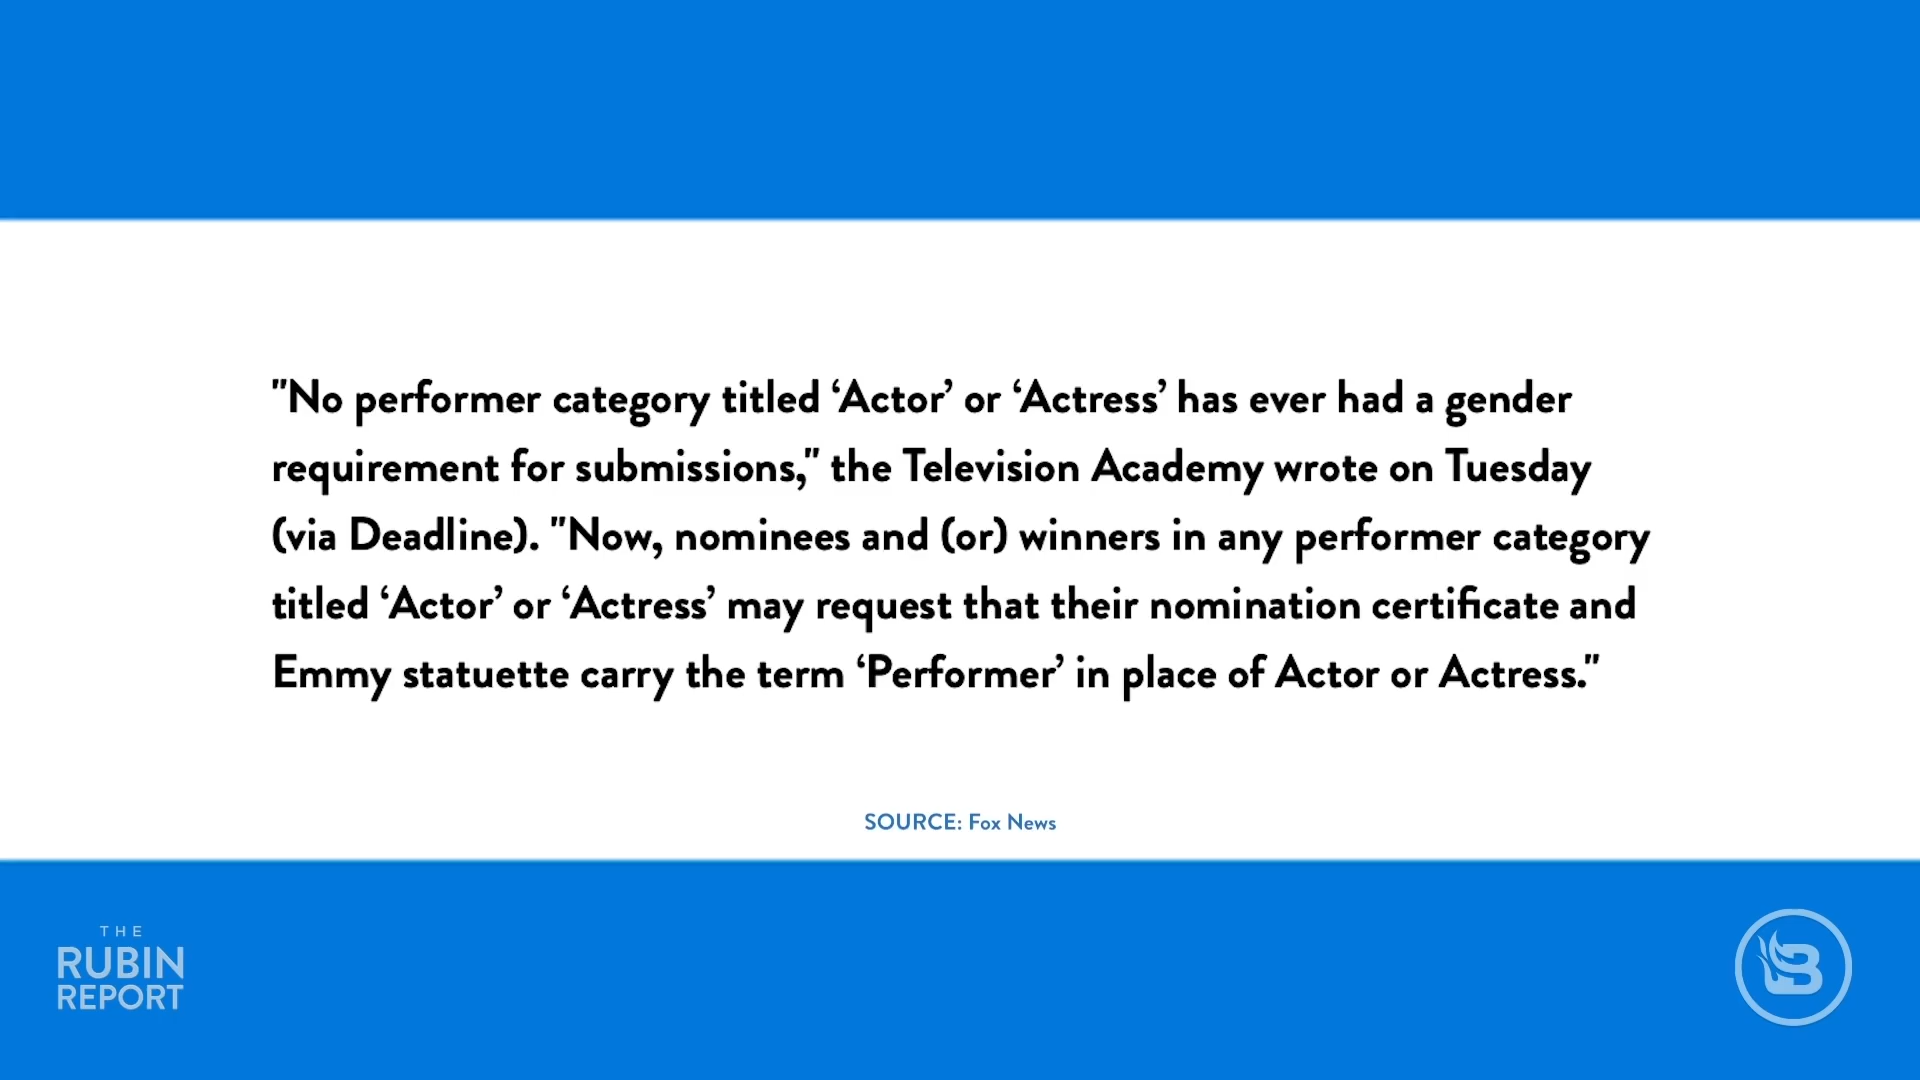 "No performer category titled ‘Actor’ or ‘Actress’ has ever had a gender
requirement for submissions," the Television Academy wrote on Tuesday
(via Deadline). "Now, nominees and (or) winners in any performer category
titled ‘Actor’ or ‘Actress’ may request that their nomination certificate and
Emmy statuette carry the term ‘Performer’ in place of Actor or Actress."
SOURCE: Fox News
THE
RUBIN
REPORT
B